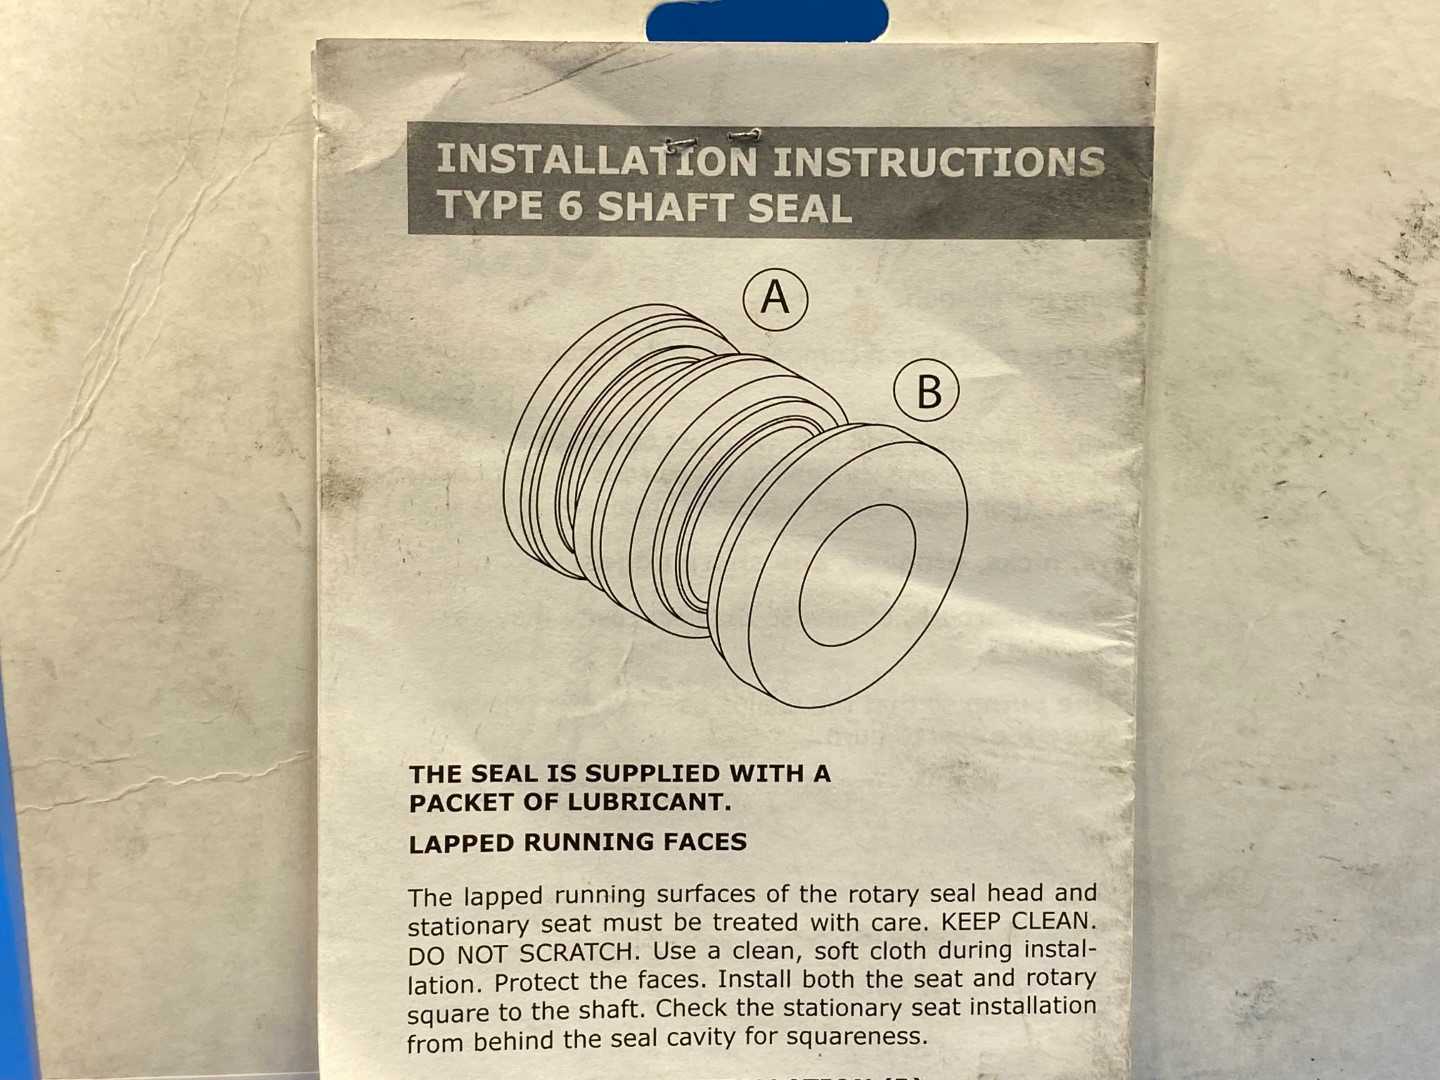 INSTALLATION INSTRUCTIONS
TYPE 6 SHAFT SEAL
A
B
THE SEAL IS SUPPLIED WITH A
PACKET OF LUBRICANT.
LAPPED RUNNING FACES
The lapped running surfaces of the rotary seal head and
stationary seat must be treated with care. KEEP CLEAN.
DO NOT SCRATCH. Use a clean, soft cloth during instal-
lation. Protect the faces. Install both the seat and rotary
square to the shaft. Check the stationary seat installation
from behind the seal cavity for squareness.